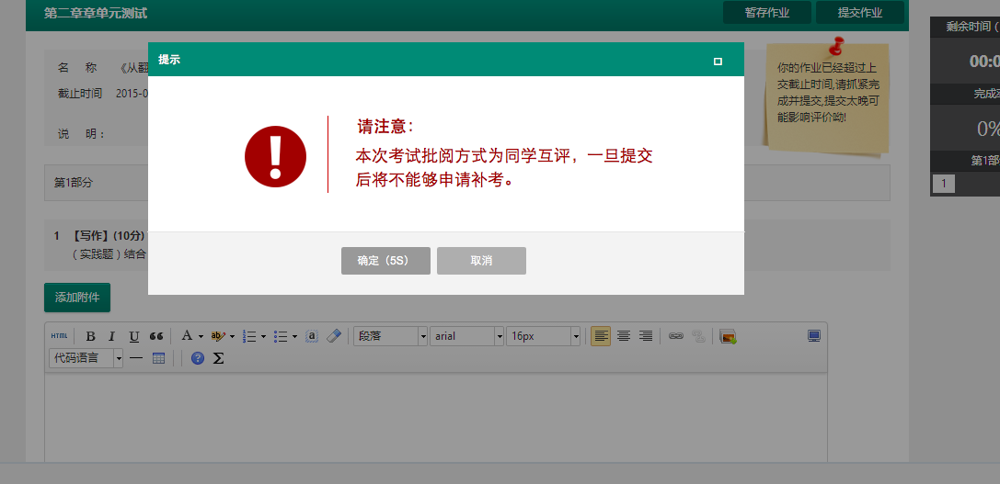 第二章章单元测试
暂存作业
提交作业
剩余时间（
00:0
完成率
0%
第1部分
1
名 称 《从翻
截止时间 2015-0
说 明：
你的作业已经超过上
交截止时间,请抓紧完
成并提交,提交太晚可
能影响评价呦!
提示
请注意：
本次考试批阅方式为同学互评，一旦提交
后将不能够申请补考。
确定（5S）
取消
第1部分
1 【写作】(10分)
（实践题）结合
添加附件
HTML B I U A ab a 段落 arial 16px
代码语言 Σ